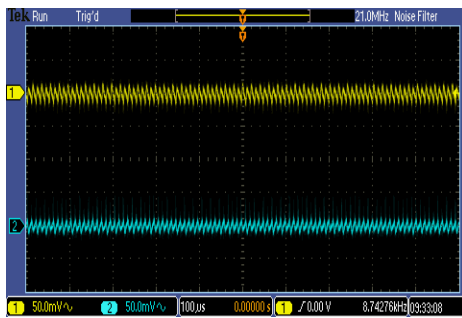 Tek Run Trig'd 21.0MHz Noise Filter
1
2
1 50.0mV∿ 2 50.0mV∿ 100µs 0.00000 s 1 ∫ 0.00 V 8.74276kHz 09:33:08